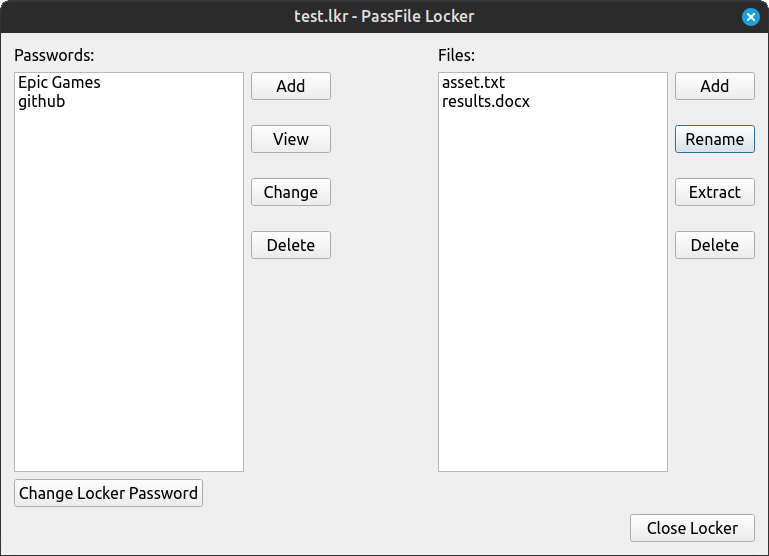 test.lkr - PassFile Locker
Passwords:
Epic Games
github
Add
View
Change
Delete
Change Locker Password
Files:
asset.txt
results.docx
Add
Rename
Extract
Delete
Close Locker